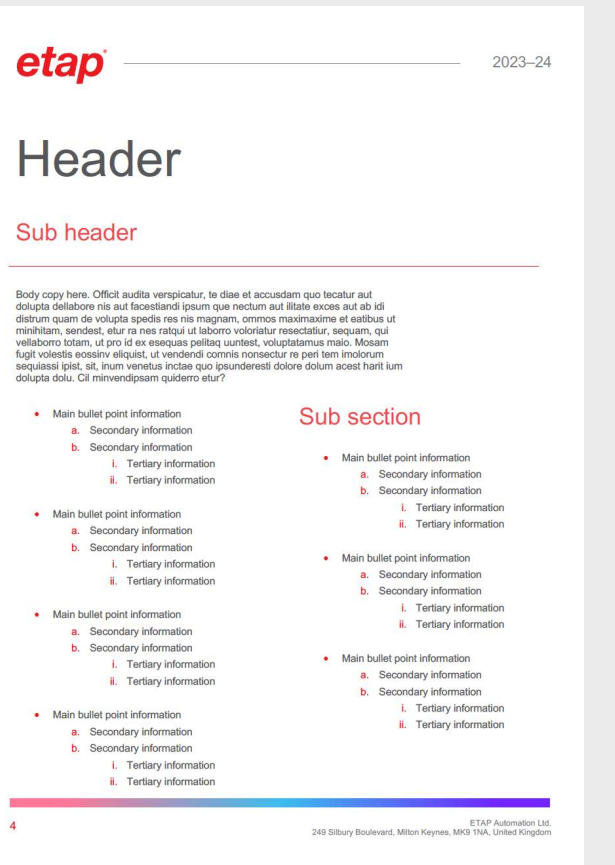 etap
2023–24
Header
Sub header
Body copy here. Officit audita verspicatur, te diae et accusdam quo tecatur aut
dolupta dellabore nis aut facestiandi ipsum que nectum aut ilitate exces aut ab idi
distrum quam de volupta spedis res nis magnam, ommos maximaxime et eatibus ut
minihitam, sendest, etur ra nes ratqui ut laborro voloriatur resectatiur, sequam, qui
vellaborro totam, ut pro id ex esequas pelitaq uuntest, voluptatumus maio. Mosam
fugit volestis eossinv eliquist, ut vendendi comnis nonsectur re peri tem imolorum
sequiassi ipist, sit, inum venetus inctae quo ipsunderesti dolore dolum acest harit ium
dolupta dolu. Cil minvendipsam quiderro etur?
• Main bullet point information
a. Secondary information
b. Secondary information
i. Tertiary information
ii. Tertiary information
• Main bullet point information
a. Secondary information
b. Secondary information
i. Tertiary information
ii. Tertiary information
• Main bullet point information
a. Secondary information
b. Secondary information
i. Tertiary information
ii. Tertiary information
• Main bullet point information
a. Secondary information
b. Secondary information
i. Tertiary information
ii. Tertiary information
Sub section
• Main bullet point information
a. Secondary information
b. Secondary information
i. Tertiary information
ii. Tertiary information
• Main bullet point information
a. Secondary information
b. Secondary information
i. Tertiary information
ii. Tertiary information
• Main bullet point information
a. Secondary information
b. Secondary information
i. Tertiary information
ii. Tertiary information
4
ETAP Automation Ltd.
249 Silbury Boulevard, Milton Keynes, MK9 1NA, United Kingdom